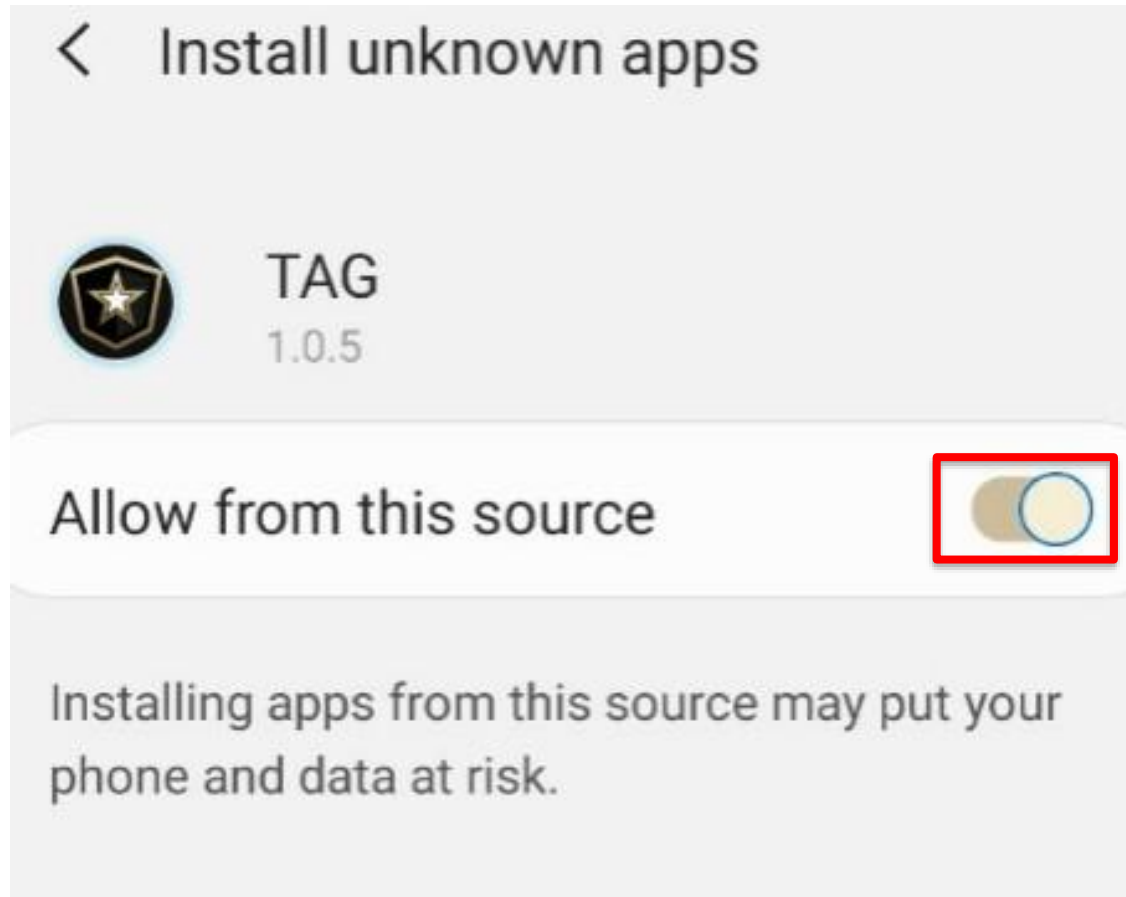 Install unknown apps
TAG
1.0.5
Allow from this source
Installing apps from this source may put your
phone and data at risk.